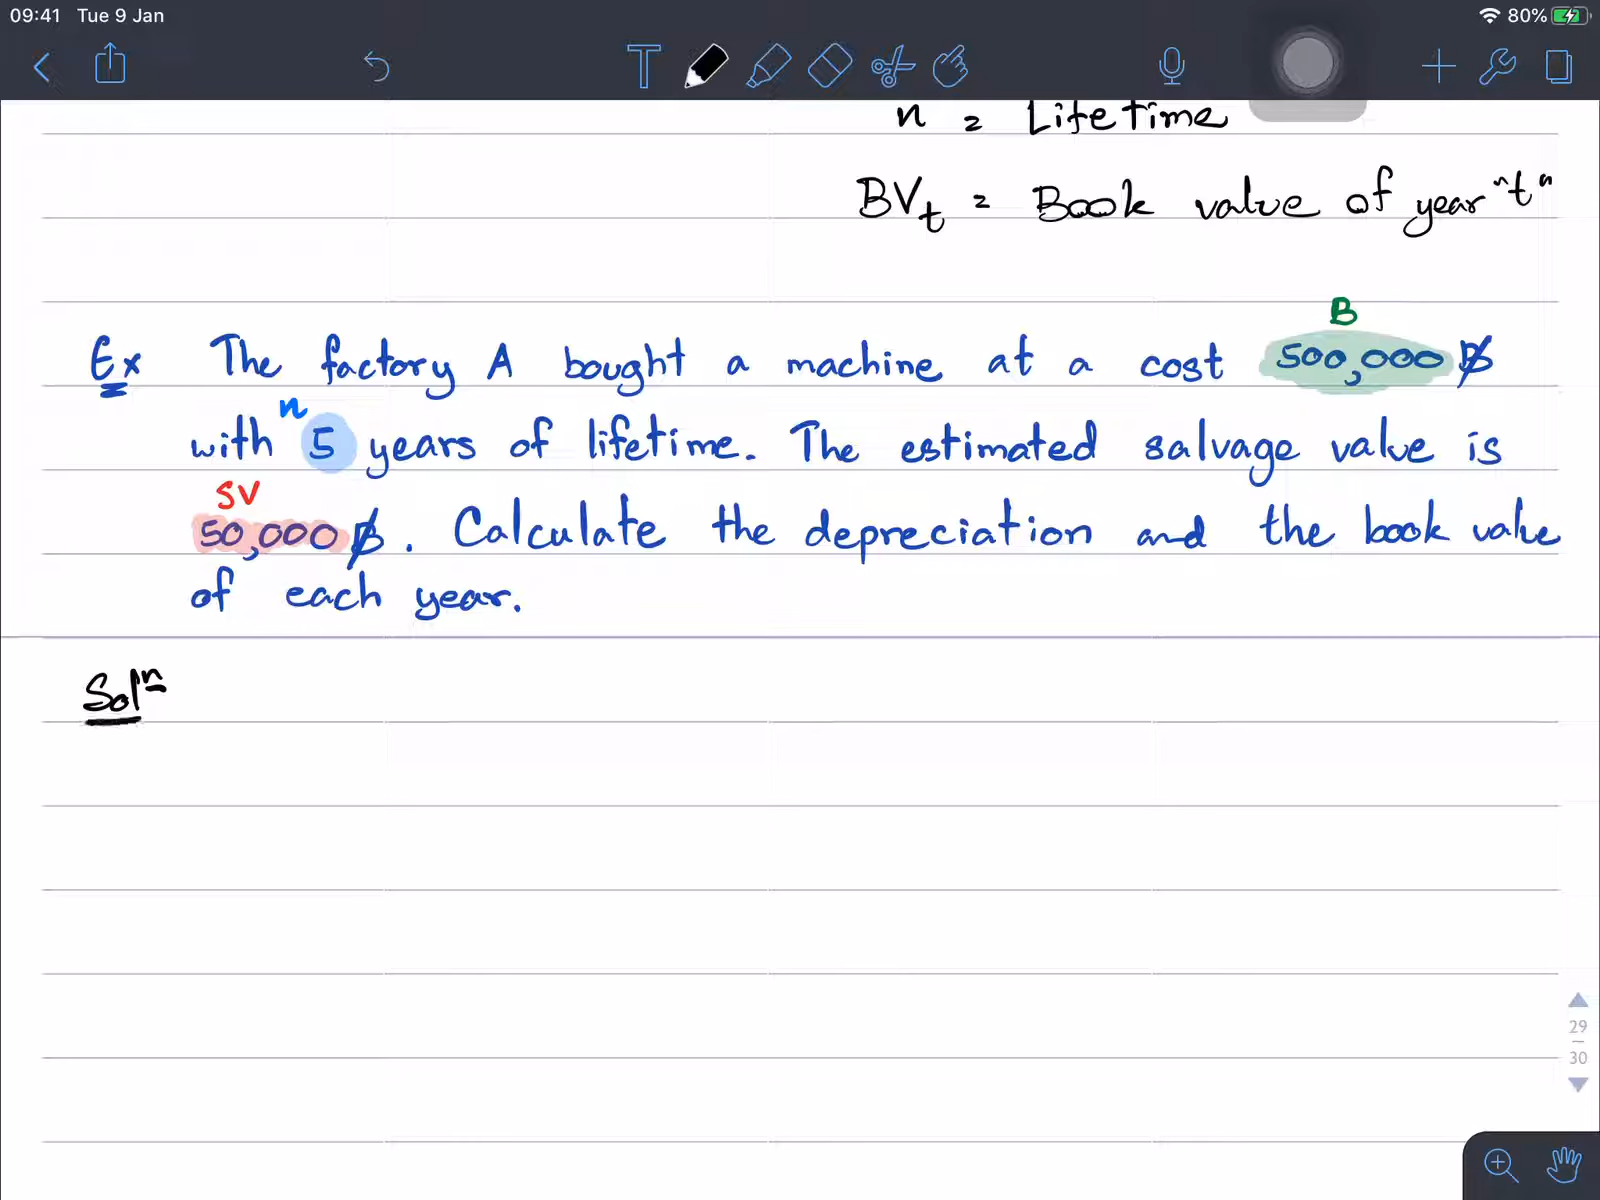 09:41 Tue 9 Jan 80%
T
n = Lifetime
BVt = Book value of year "t"
B
Ex The factory A bought a machine at a cost 500,000 ฿
n
with 5 years of lifetime. The estimated salvage value is
SV
50,000 ฿. Calculate the depreciation and the book value
of each year.
Solⁿ
29
30